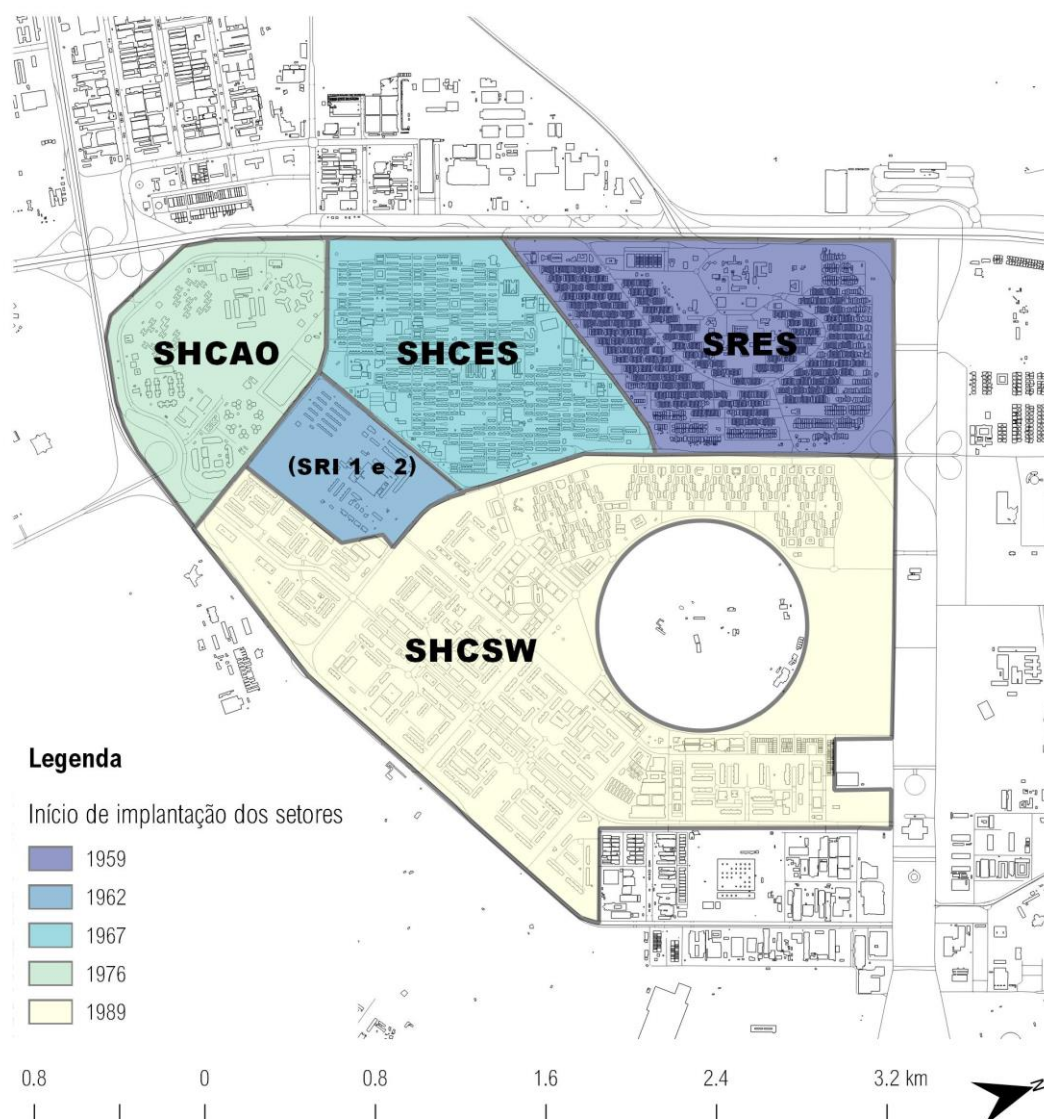 SHCAO
SHCES
SRES
(SRI 1 e 2)
SHCSW
Legenda
Início de implantação dos setores
1959
1962
1967
1976
1989
0.8 0 0.8 1.6 2.4 3.2 km
N